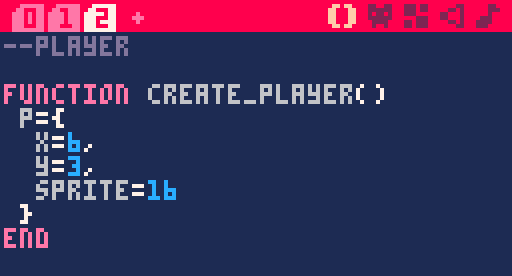 0 1 2 +
--PLAYER
FUNCTION CREATE_PLAYER()
P={
X=6,
Y=3,
SPRITE=16
}
END